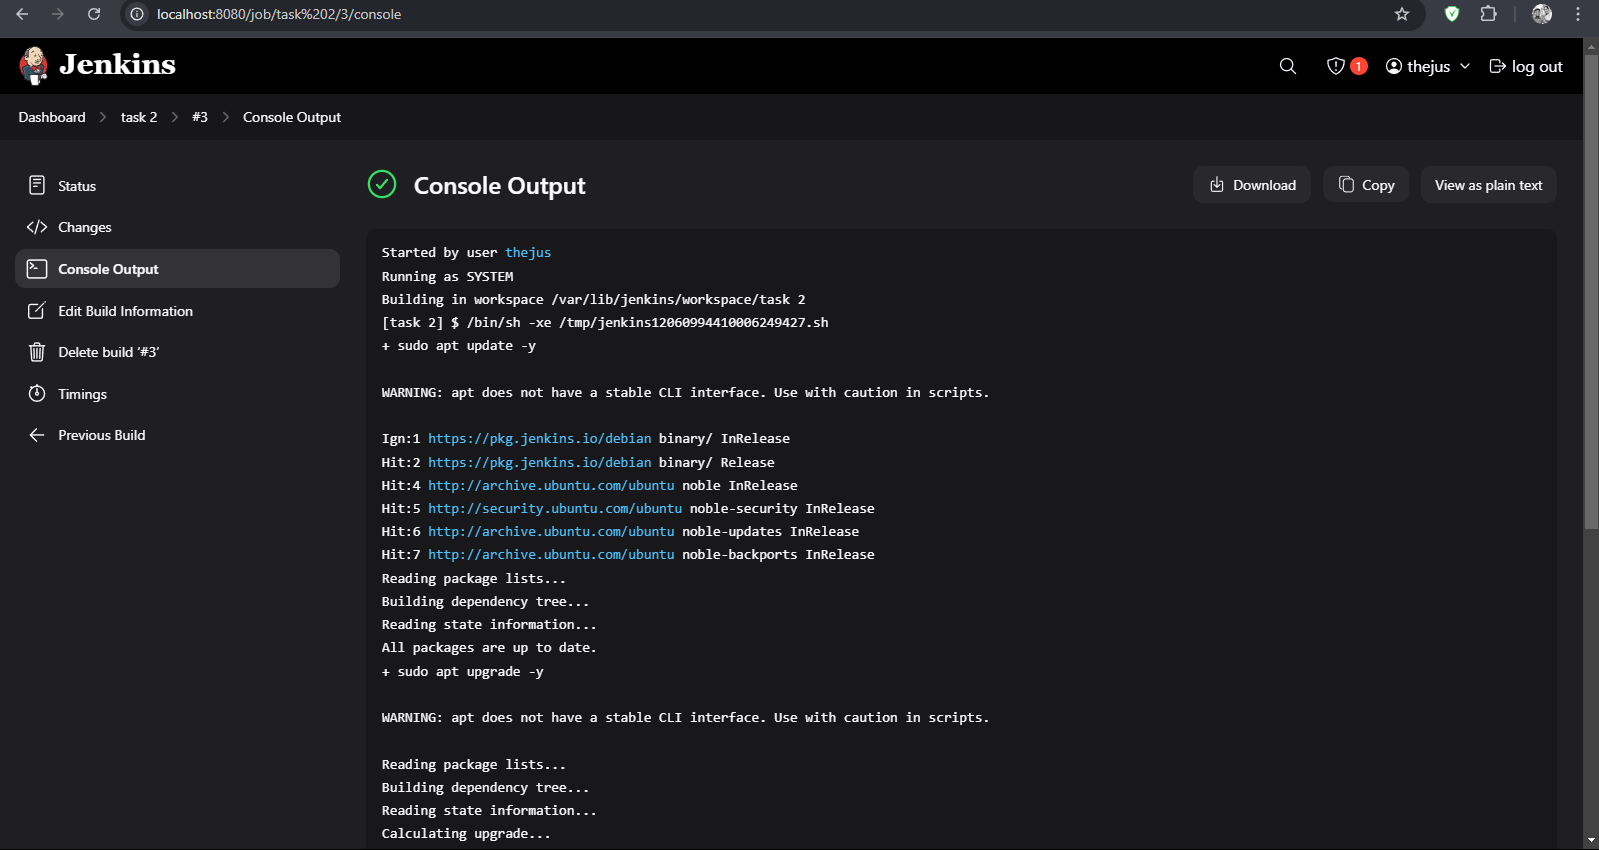 localhost:8080/job/task%202/3/console
Jenkins
1
thejus
log out
Dashboard
task 2
#3
Console Output
Status
Changes
Console Output
Edit Build Information
Delete build ‘#3’
Timings
Previous Build
Console Output
Download
Copy
View as plain text
Started by user thejus
Running as SYSTEM
Building in workspace /var/lib/jenkins/workspace/task 2
[task 2] $ /bin/sh -xe /tmp/jenkins12060994410006249427.sh
+ sudo apt update -y
WARNING: apt does not have a stable CLI interface. Use with caution in scripts.
Ign:1 https://pkg.jenkins.io/debian binary/ InRelease
Hit:2 https://pkg.jenkins.io/debian binary/ Release
Hit:4 http://archive.ubuntu.com/ubuntu noble InRelease
Hit:5 http://security.ubuntu.com/ubuntu noble-security InRelease
Hit:6 http://archive.ubuntu.com/ubuntu noble-updates InRelease
Hit:7 http://archive.ubuntu.com/ubuntu noble-backports InRelease
Reading package lists...
Building dependency tree...
Reading state information...
All packages are up to date.
+ sudo apt upgrade -y
WARNING: apt does not have a stable CLI interface. Use with caution in scripts.
Reading package lists...
Building dependency tree...
Reading state information...
Calculating upgrade...